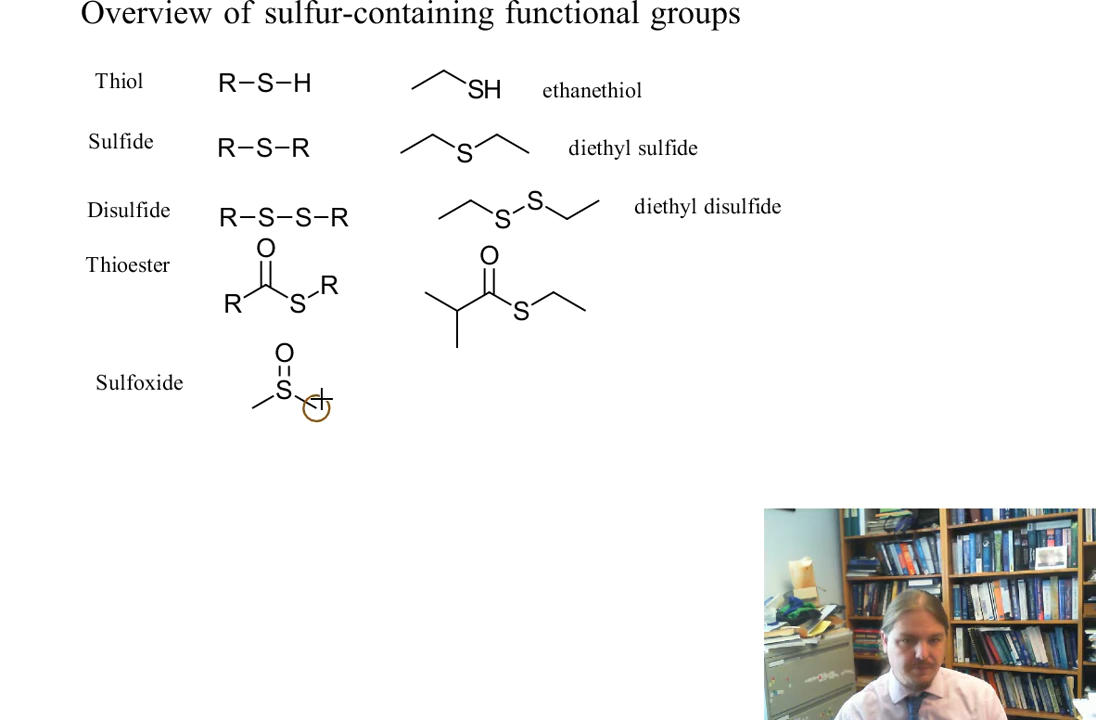 Overview of sulfur-containing functional groups
Thiol R-S-H SH ethanethiol
Sulfide R-S-R S diethyl sulfide
Disulfide R-S-S-R S S diethyl disulfide
Thioester O R S R O S
Sulfoxide O S